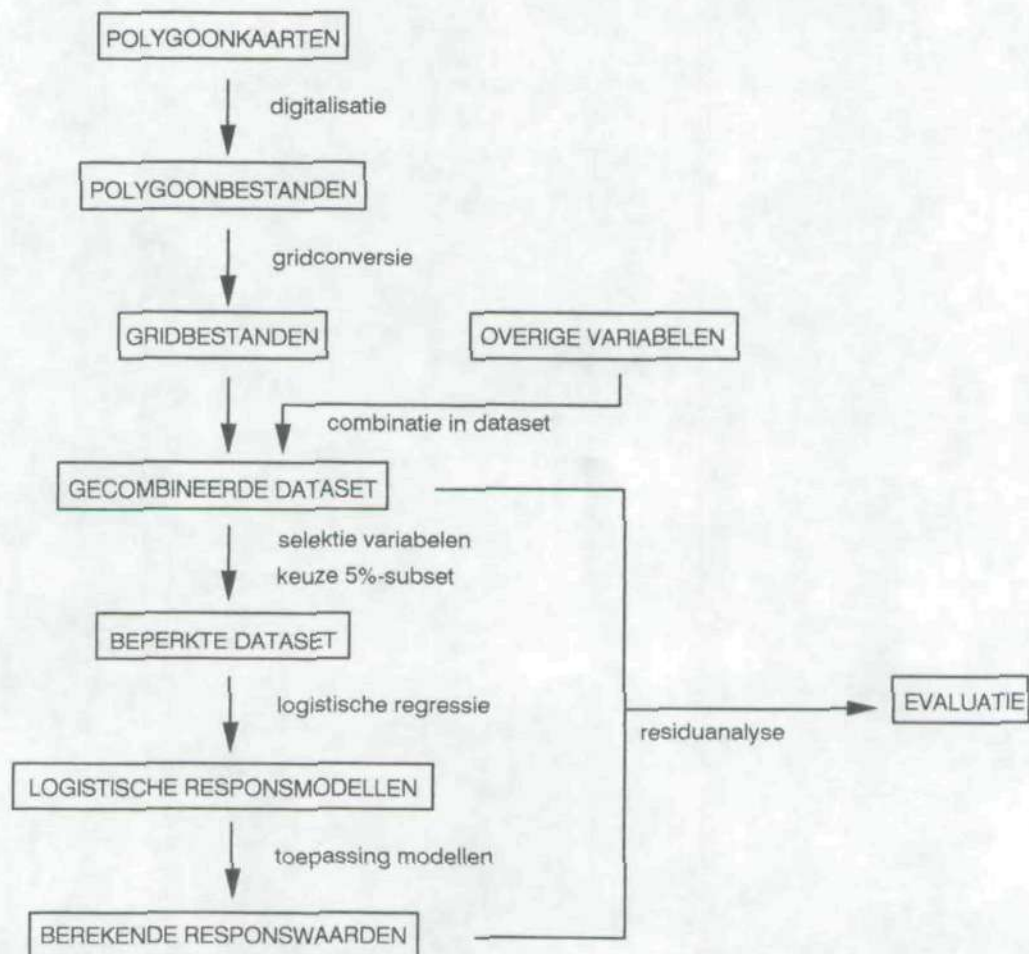 POLYGOONKAARTEN
digitalisatie
POLYGOONBESTANDEN
gridconversie
GRIDBESTANDEN
OVERIGE VARIABELEN
combinatie in dataset
GECOMBINEERDE DATASET
selektie variabelen
keuze 5%-subset
BEPERKTE DATASET
logistische regressie
EVALUATIE
residuanalyse
LOGISTISCHE RESPONSMODELLEN
toepassing modellen
BEREKENDE RESPONSWAARDEN